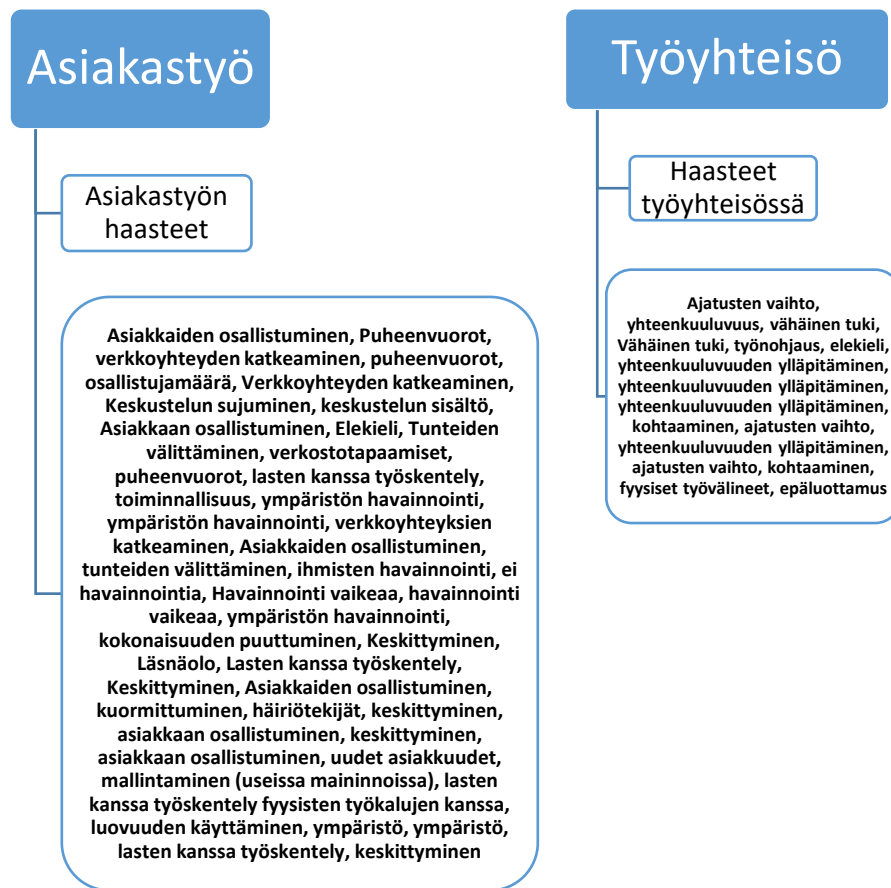 Asiakastyö
Asiakastyön
haasteet
Asiakkaiden osallistuminen, Puheenvuorot,
verkkoyhteyden katkeaminen, puheenvuorot,
osallistujamäärä, Verkkoyhteyden katkeaminen,
Keskustelun sujuminen, keskustelun sisältö,
Asiakkaan osallistuminen, Elekieli, Tunteiden
välittäminen, verkostotapaamiset,
puheenvuorot, lasten kanssa työskentely,
toiminnallisuus, ympäristön havainnointi,
ympäristön havainnointi, verkkoyhteyksien
katkeaminen, Asiakkaiden osallistuminen,
tunteiden välittäminen, ihmisten havainnointi, ei
havainnointia, Havainnointi vaikeaa, havainnointi
vaikeaa, ympäristön havainnointi,
kokonaisuuden puuttuminen, Keskittyminen,
Läsnäolo, Lasten kanssa työskentely,
Keskittyminen, Asiakkaiden osallistuminen,
kuormittuminen, häiriötekijät, keskittyminen,
asiakkaan osallistuminen, keskittyminen,
asiakkaan osallistuminen, uudet asiakkuudet,
mallintaminen (useissa maininnoissa), lasten
kanssa työskentely fyysisten työkalujen kanssa,
luovuuden käyttäminen, ympäristö, ympäristö,
lasten kanssa työskentely, keskittyminen
Työyhteisö
Haasteet
työyhteisössä
Ajatusten vaihto,
yhteenkuuluvuus, vähäinen tuki,
Vähäinen tuki, työnohjaus, elekieli,
yhteenkuuluvuuden ylläpitäminen,
yhteenkuuluvuuden ylläpitäminen,
yhteenkuuluvuuden ylläpitäminen,
kohtaaminen, ajatusten vaihto,
yhteenkuuluvuuden ylläpitäminen,
ajatusten vaihto, kohtaaminen,
fyysiset työvälineet, epäluottamus